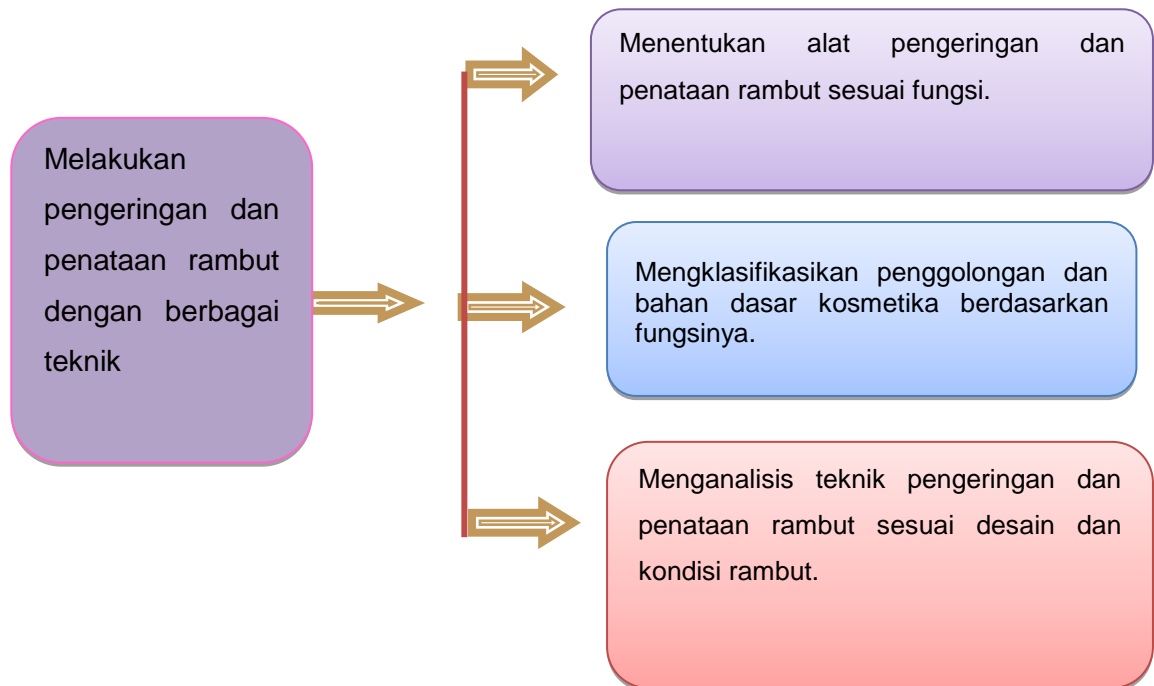 Melakukan
pengeringan dan
penataan rambut
dengan berbagai
teknik
Menentukan alat pengeringan dan
penataan rambut sesuai fungsi.
Mengklasifikasikan penggolongan dan
bahan dasar kosmetika berdasarkan
fungsinya.
Menganalisis teknik pengeringan dan
penataan rambut sesuai desain dan
kondisi rambut.